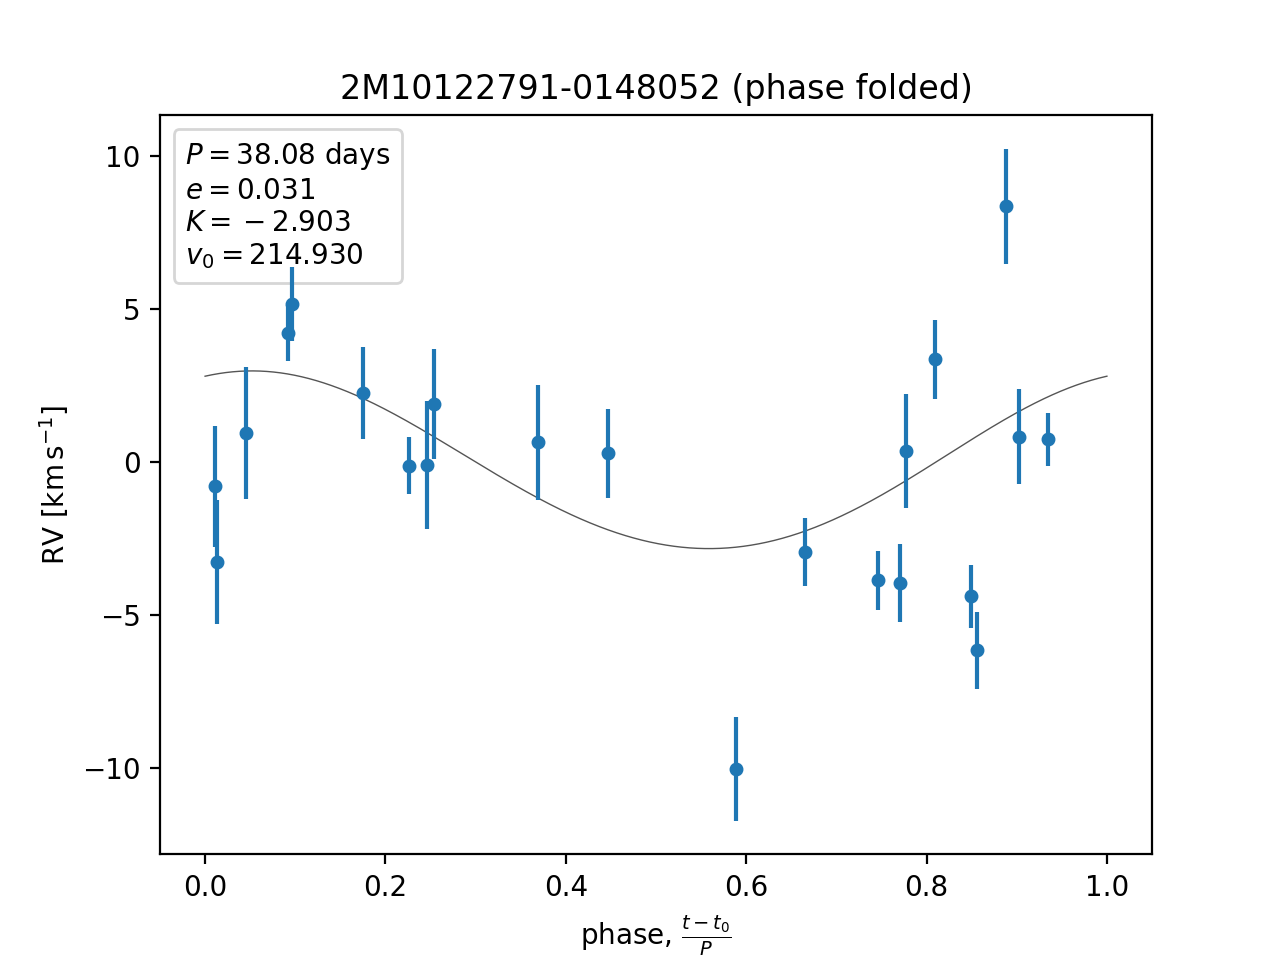 2M10122791-0148052 (phase folded)
P = 38.08 days
e = 0.031
K = − 2.903
v₀ = 214.930
10
5
0
−5
−10
RV [km s⁻¹]
0.0 0.2 0.4 0.6 0.8 1.0
phase, (t − t₀)/P